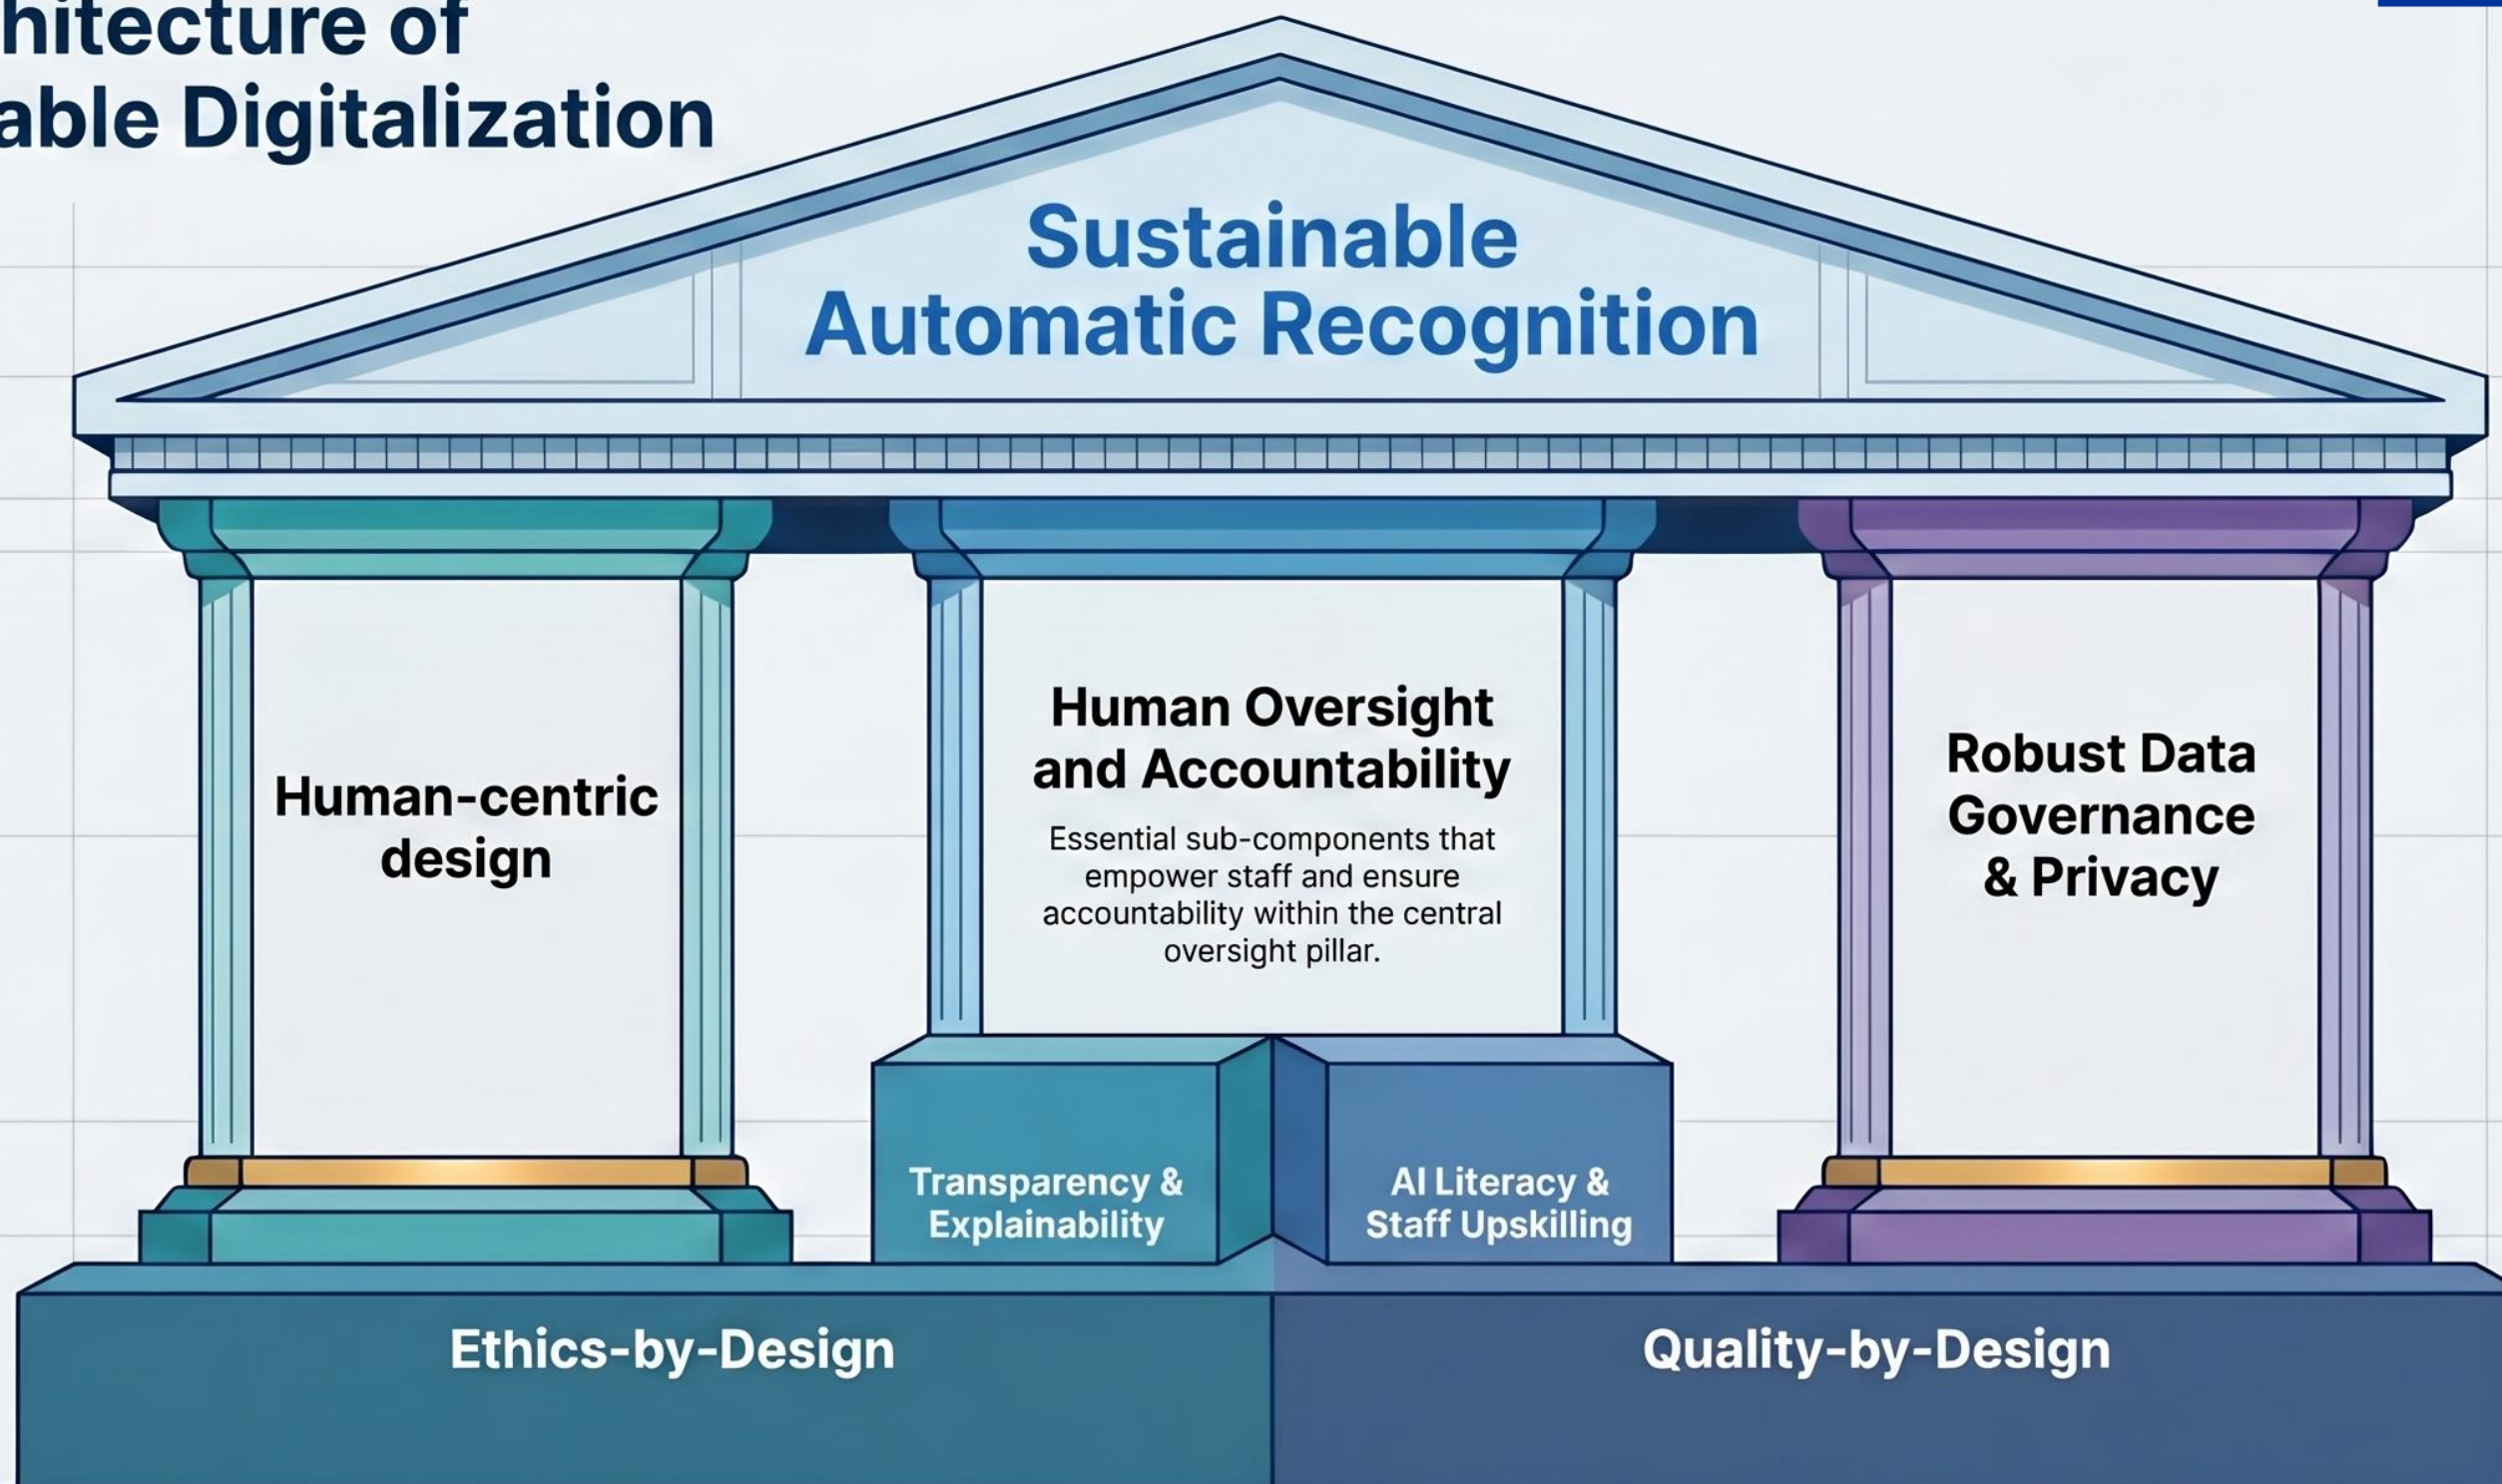 hitecture of
able Digitalization
Sustainable
Automatic Recognition
Human-centric
design
Human Oversight
and Accountability
Essential sub-components that
empower staff and ensure
accountability within the central
oversight pillar.
Robust Data
Governance
& Privacy
Transparency &
Explainability
AI Literacy &
Staff Upskilling
Ethics-by-Design
Quality-by-Design